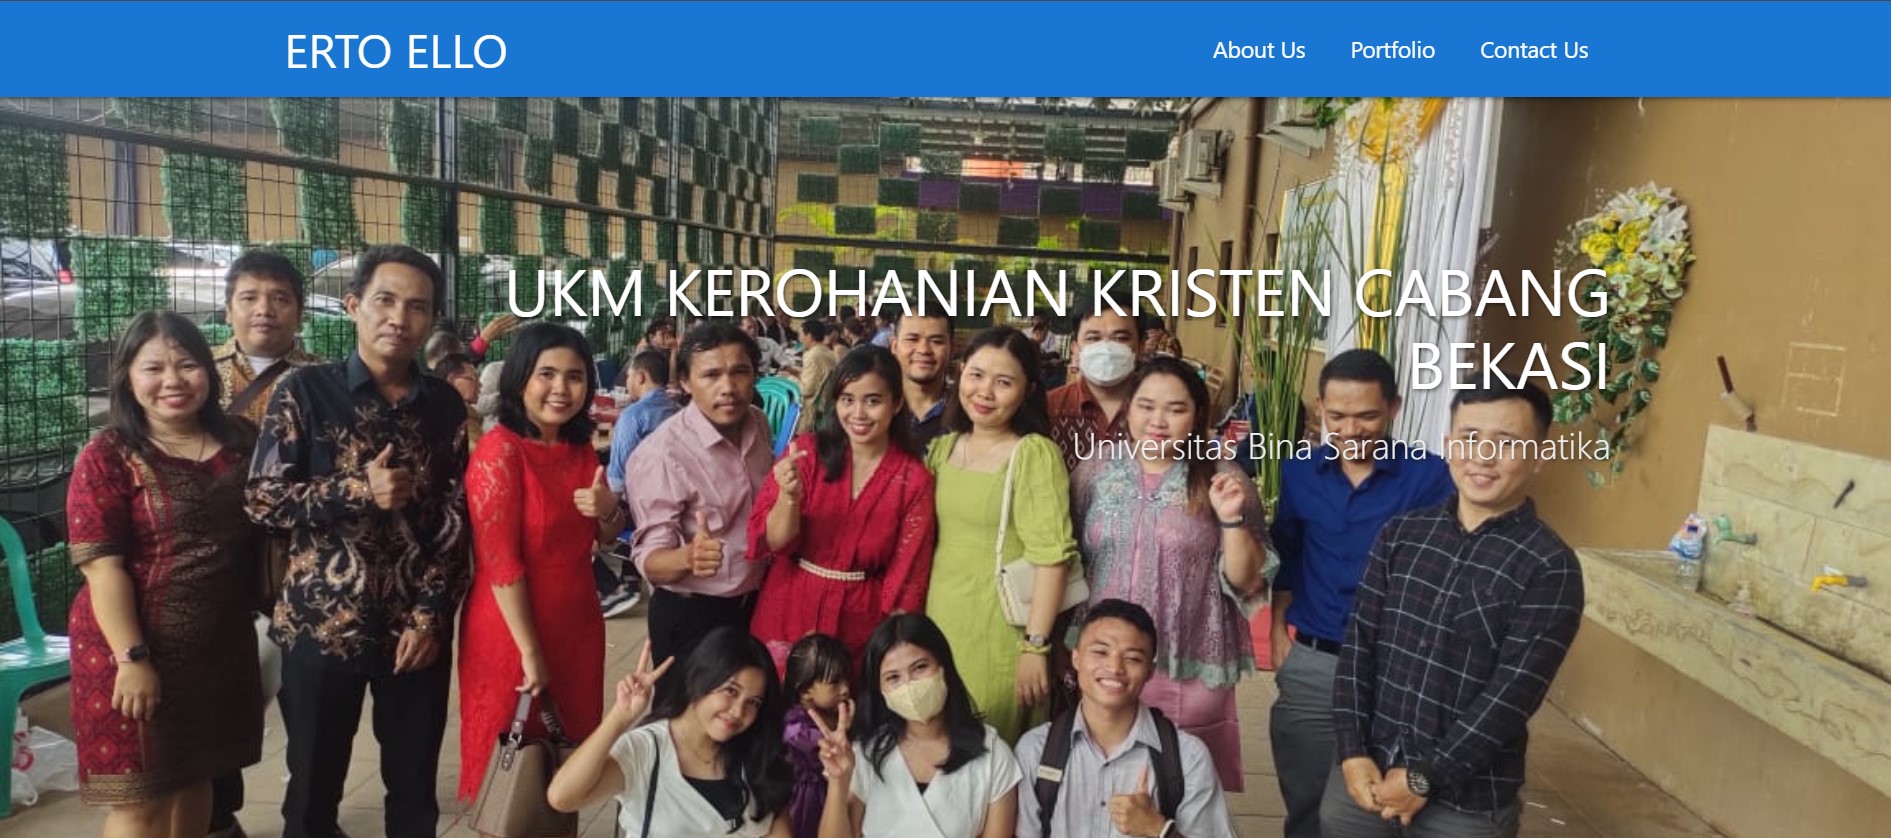 ERTO ELLO
About Us
Portfolio
Contact Us
UKM KEROHANIAN KRISTEN CABANG
BEKASI
Universitas Bina Sarana Informatika